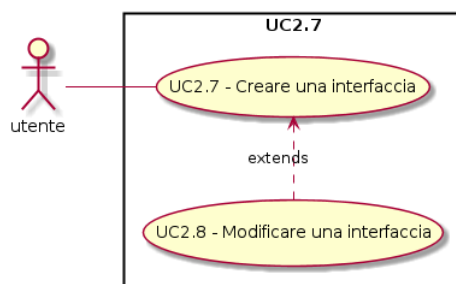 UC2.7
UC2.7 - Creare una interfaccia
utente
extends
UC2.8 - Modificare una interfaccia